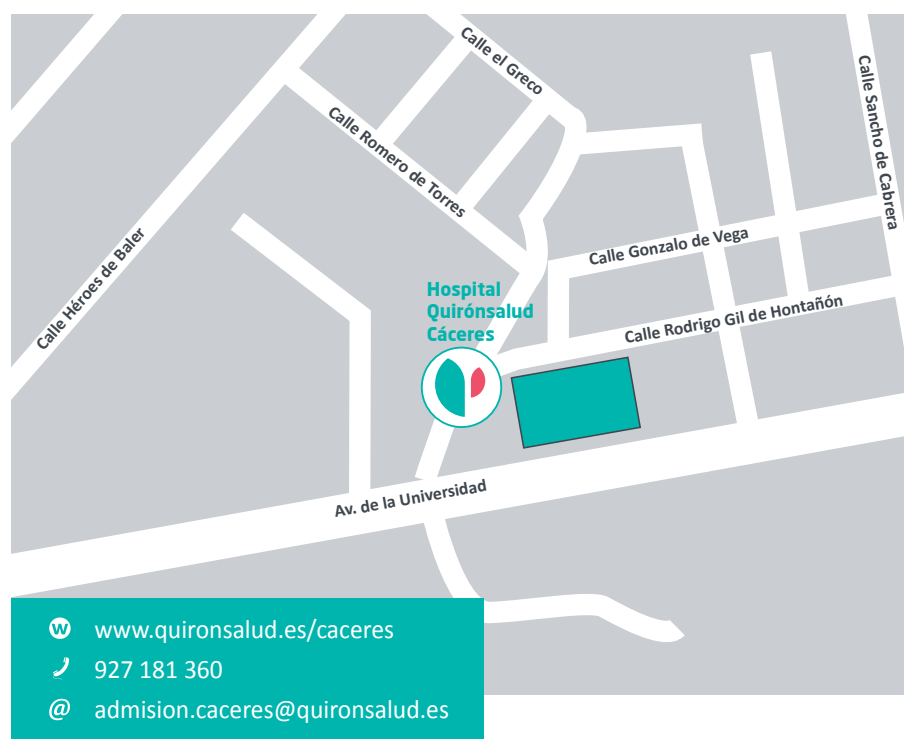 Calle el Greco
Calle Sancho de Cabrera
Calle Romero de Torres
Calle Gonzalo de Vega
Calle Héroes de Baler
Hospital
Quirónsalud
Cáceres
Calle Rodrigo Gil de Hontañón
Av. de la Universidad
w www.quironsalud.es/caceres
927 181 360
@ admision.caceres@quironsalud.es